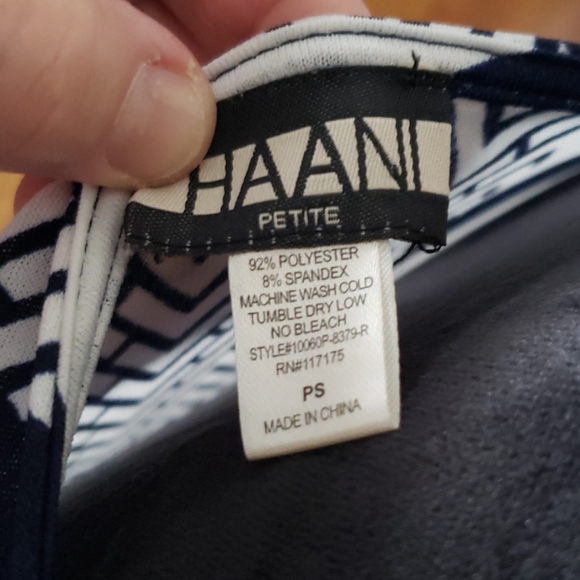 HAANI
PETITE
92% POLYESTER
8% SPANDEX
MACHINE WASH COLD
TUMBLE DRY LOW
NO BLEACH
STYLE#10060P-8379-R
RN#117175
PS
MADE IN CHINA